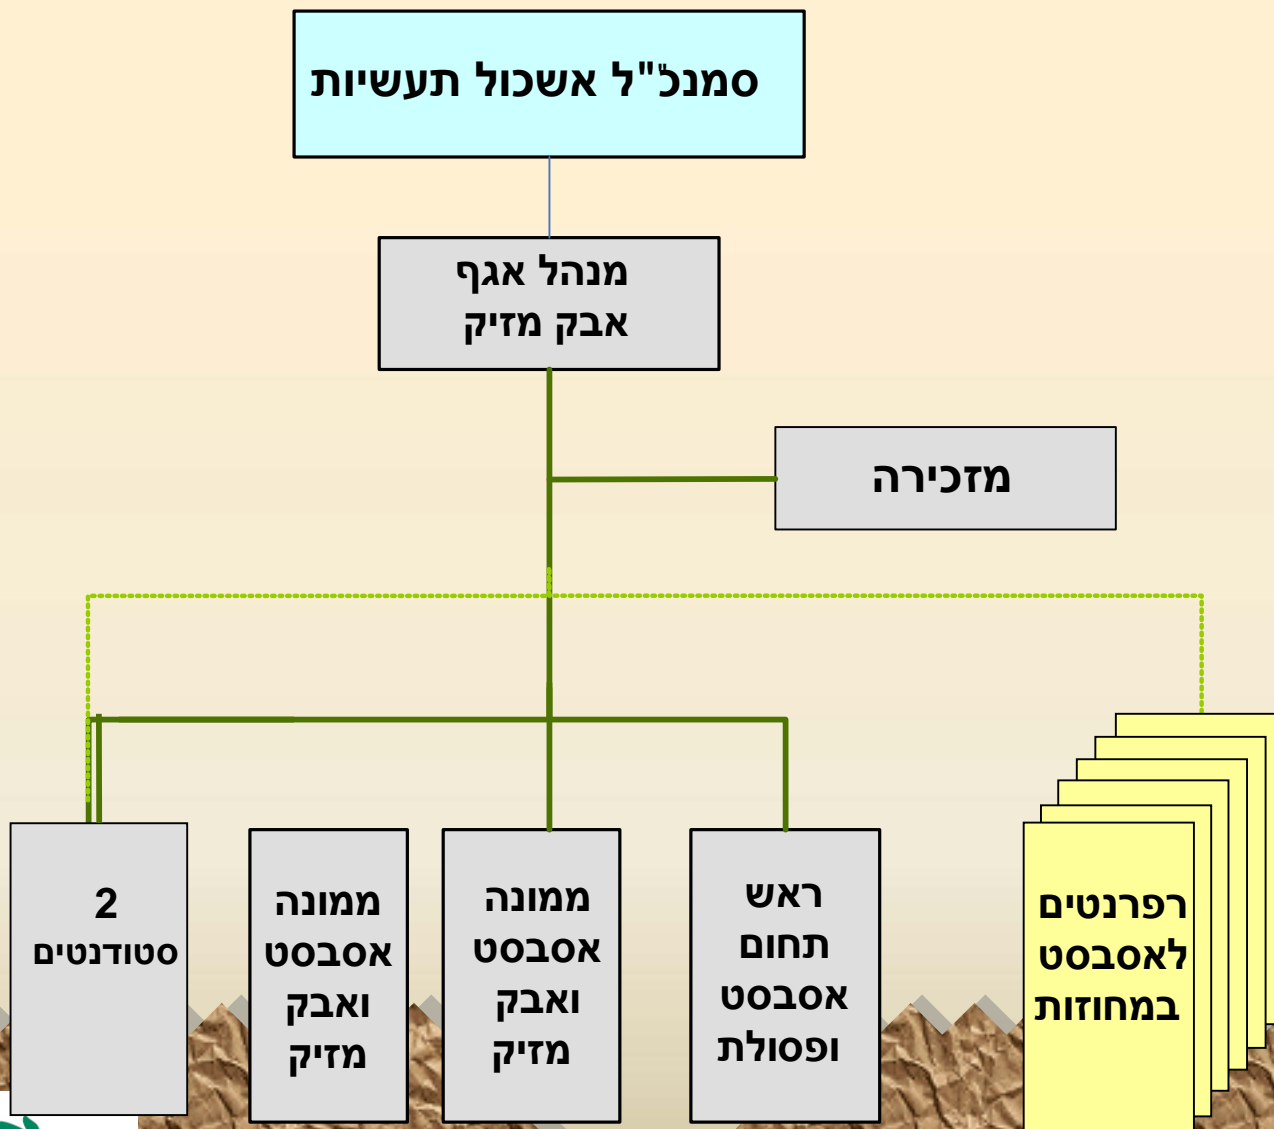 סמנכ"ל אשכול תעשיות
מנהל אגף
אבק מזיק
מזכירה
רפרנטים
לאסבסט
במחוזות
ראש
תחום
אסבסט
ופסולת
ממונה
אסבסט
ואבק
מזיק
ממונה
אסבסט
ואבק
מזיק
2
סטודנטים